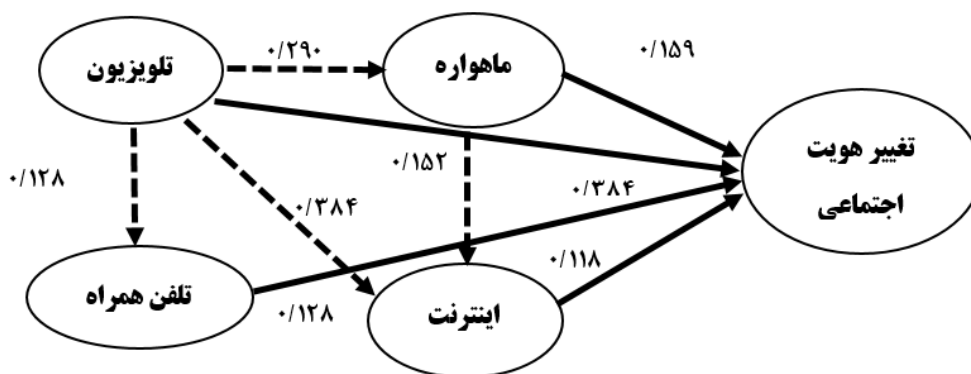 تلویزیون
۰/۲۹۰
ماهواره
۰/۱۵۹
تغییر هویت
اجتماعی
۰/۱۲۸
۰/۳۸۴
۰/۱۵۲
۰/۳۸۴
تلفن همراه
۰/۱۲۸
اینترنت
۰/۱۱۸